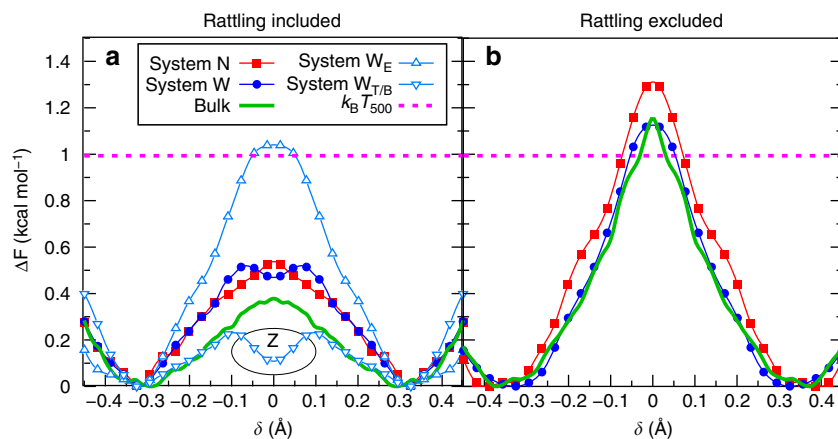 Rattling included
Rattling excluded
a
System N
System W
Bulk
System W_E
System W_T/B
k_BT_500
b
1.4
1.2
1
0.8
0.6
0.4
0.2
0
ΔF (kcal mol⁻¹)
Z
−0.4 −0.3 −0.2 −0.1 0 0.1 0.2 0.3 0.4
−0.4 −0.3 −0.2 −0.1 0 0.1 0.2 0.3 0.4
δ (Å)
δ (Å)